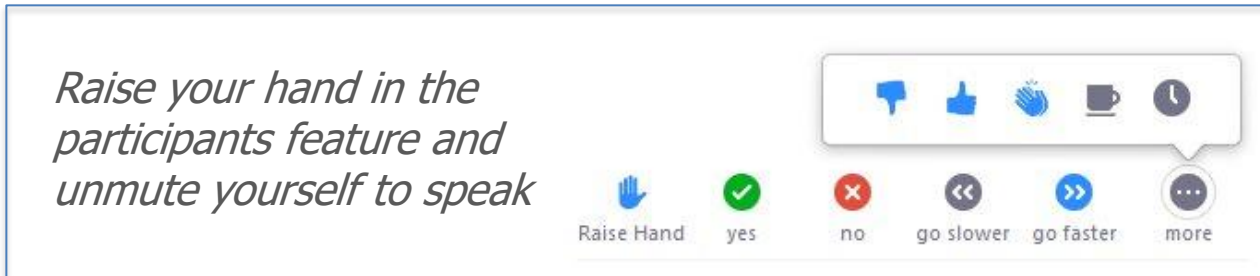 Raise your hand in the
participants feature and
unmute yourself to speak
Raise Hand yes no go slower go faster more